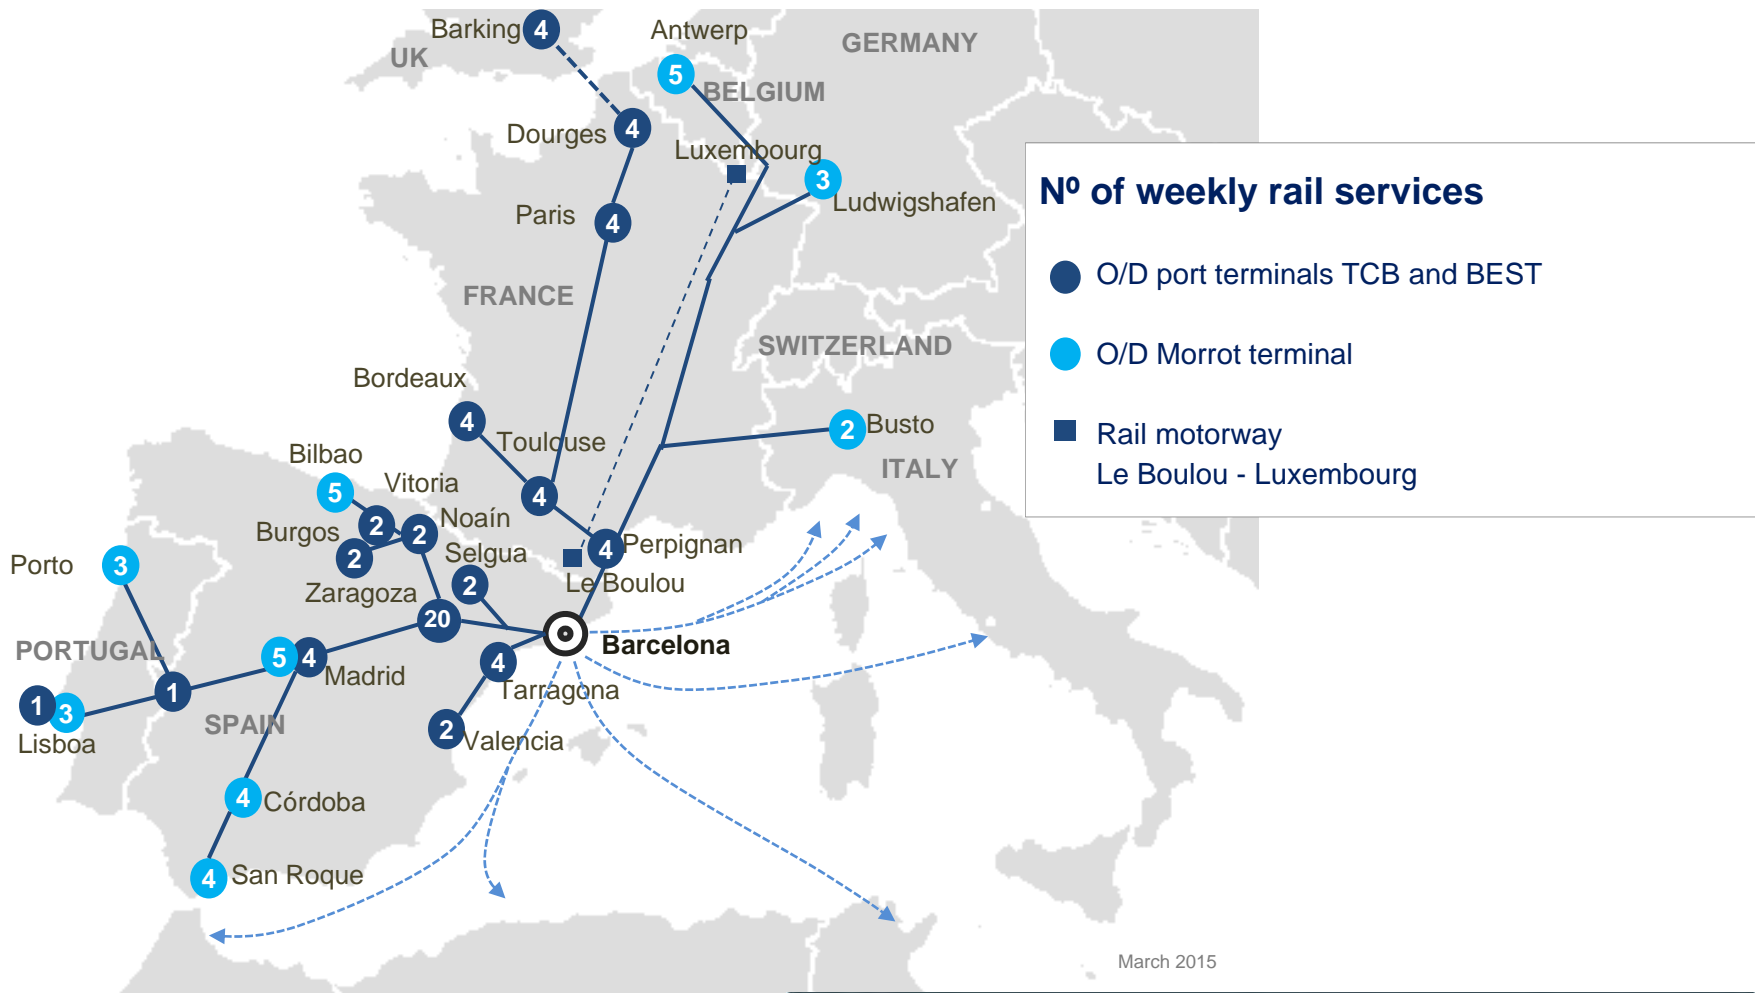 Barking
4
Antwerp
GERMANY
UK
5
BELGIUM
Dourges
4
Luxembourg
3
Ludwigshafen
Paris
4
FRANCE
SWITZERLAND
Bordeaux
4
Toulouse
2
Busto
ITALY
Bilbao
5
Vitoria
4
Noaín
Burgos
2
2
2
Selgua
4
Perpignan
Le Boulou
Porto
3
Zaragoza
2
20
Barcelona
PORTUGAL
5
4
Madrid
4
Tarragona
1
1
3
Lisboa
SPAIN
2
Valencia
4
Córdoba
4
San Roque
Nº of weekly rail services
O/D port terminals TCB and BEST
O/D Morrot terminal
Rail motorway
Le Boulou - Luxembourg
March 2015